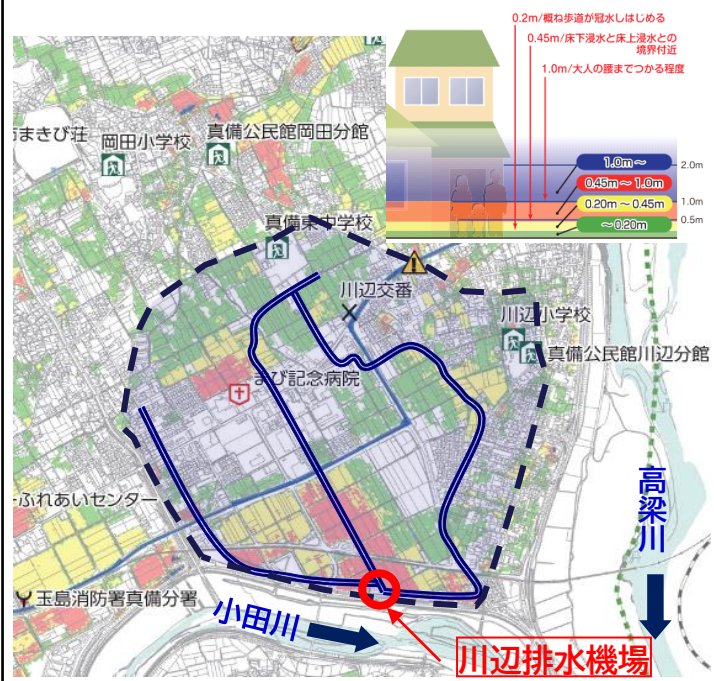 0.2m/概ね歩道が冠水しはじめる
0.45m/床下浸水と床上浸水との
境界付近
1.0m/大人の腰までつかる程度
1.0m~
0.45m~1.0m
0.20m~0.45m
~0.20m
2.0m
1.0m
0.5m
まきび荘
岡田小学校
真備公民館岡田分館
真備東中学校
川辺交番
川辺小学校
真備公民館川辺分館
まび記念病院
ふれあいセンター
玉島消防署真備分署
小田川
高梁川
川辺排水機場